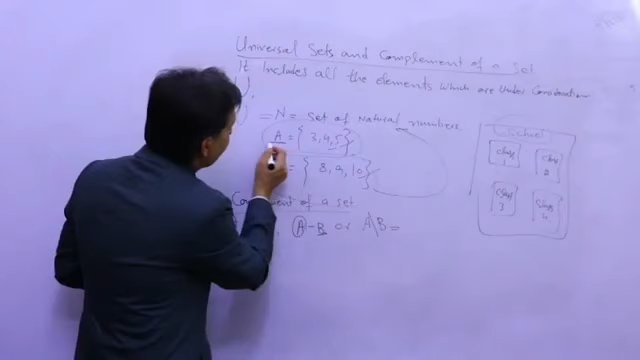 Universal Sets and Complement of a Set
It Includes all the elements which are Under Consideration
= N = Set of Natural numbers
A = { 3, 4, 5 }
= { 8, 9, 10 }
Complement of a set
A - B or A\B =
School
Class 1
Class 2
Class 3
Class 4